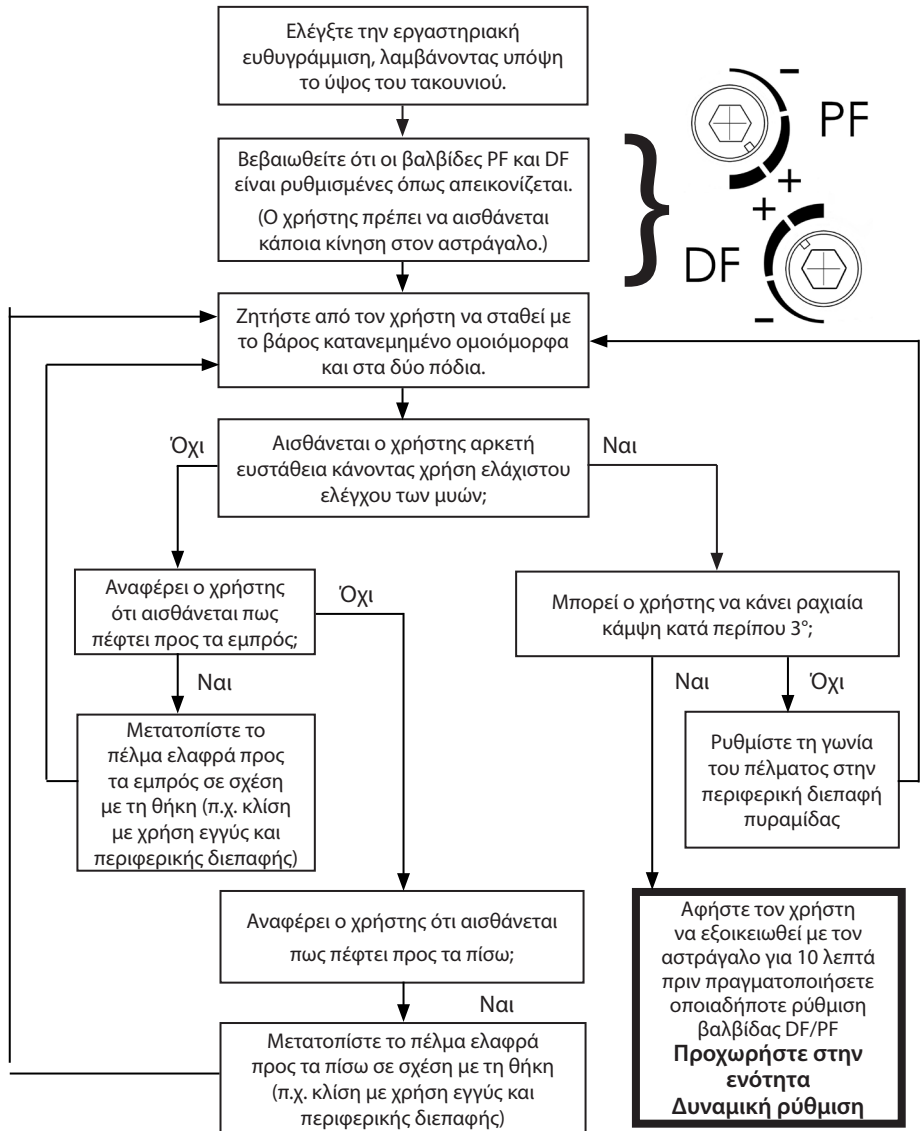 Ελέγξτε την εργαστηριακή
ευθυγράμμιση, λαμβάνοντας υπόψη
το ύψος του τακουνιού.
Βεβαιωθείτε ότι οι βαλβίδες PF και DF
είναι ρυθμισμένες όπως απεικονίζεται.
(Ο χρήστης πρέπει να αισθάνεται
κάποια κίνηση στον αστράγαλο.)
}
-
PF
+
+
DF
-
Ζητήστε από τον χρήστη να σταθεί με
το βάρος κατανεμημένο ομοιόμορφα
και στα δύο πόδια.
Όχι
Αισθάνεται ο χρήστης αρκετή
ευστάθεια κάνοντας χρήση ελάχιστου
ελέγχου των μυών;
Ναι
Αναφέρει ο χρήστης
ότι αισθάνεται πως
πέφτει προς τα εμπρός;
Όχι
Μπορεί ο χρήστης να κάνει ραχιαία
κάμψη κατά περίπου 3°;
Ναι
Ναι
Όχι
Μετατοπίστε το
πέλμα ελαφρά προς
τα εμπρός σε σχέση
με τη θήκη (π.χ. κλίση
με χρήση εγγύς και
περιφερικής διεπαφής)
Ρυθμίστε τη γωνία
του πέλματος στην
περιφερική διεπαφή
πυραμίδας
Αναφέρει ο χρήστης ότι αισθάνεται
πως πέφτει προς τα πίσω;
Ναι
Μετατοπίστε το πέλμα ελαφρά
προς τα πίσω σε σχέση με τη θήκη
(π.χ. κλίση με χρήση εγγύς και
περιφερικής διεπαφής)
Αφήστε τον χρήστη
να εξοικειωθεί με τον
αστράγαλο για 10 λεπτά
πριν πραγματοποιήσετε
οποιαδήποτε ρύθμιση
βαλβίδας DF/PF
Προχωρήστε στην
ενότητα
Δυναμική ρύθμιση